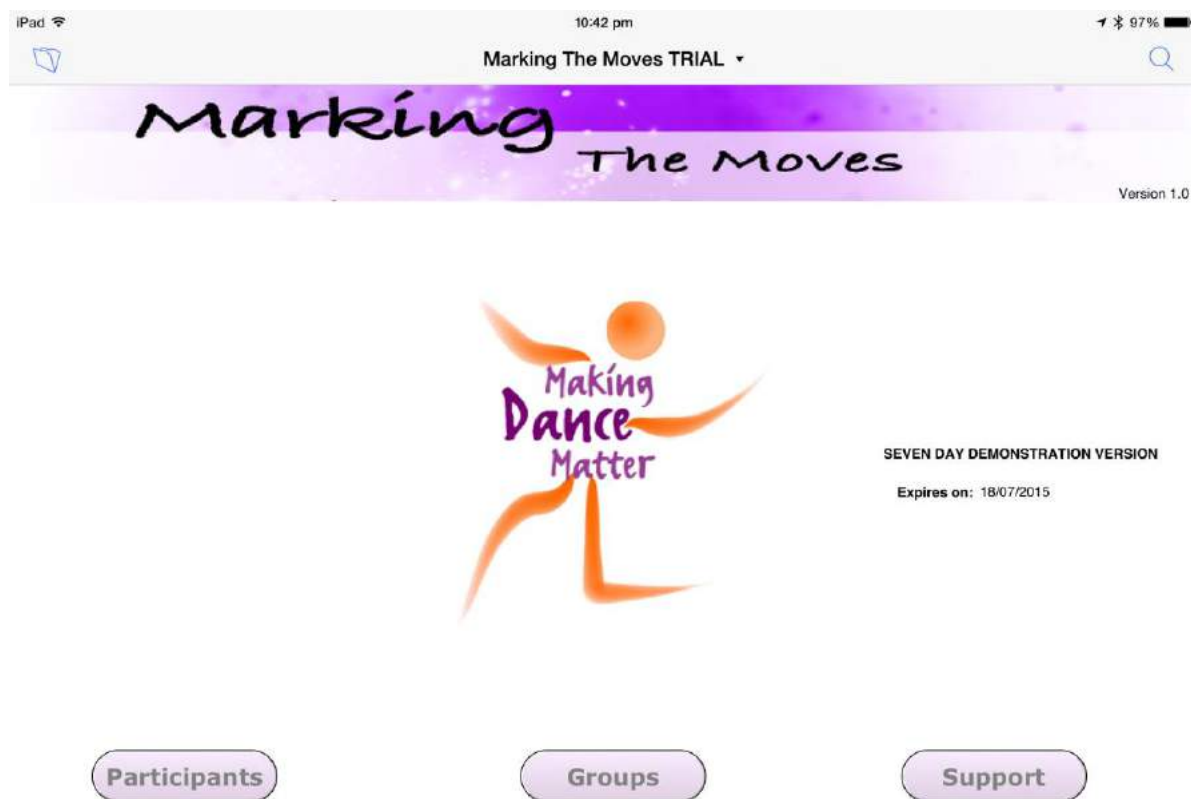 iPad 10:42 pm 97%
Marking The Moves TRIAL
Marking
The Moves
Version 1.0
Making
Dance
Matter
SEVEN DAY DEMONSTRATION VERSION
Expires on: 18/07/2015
Participants Groups Support